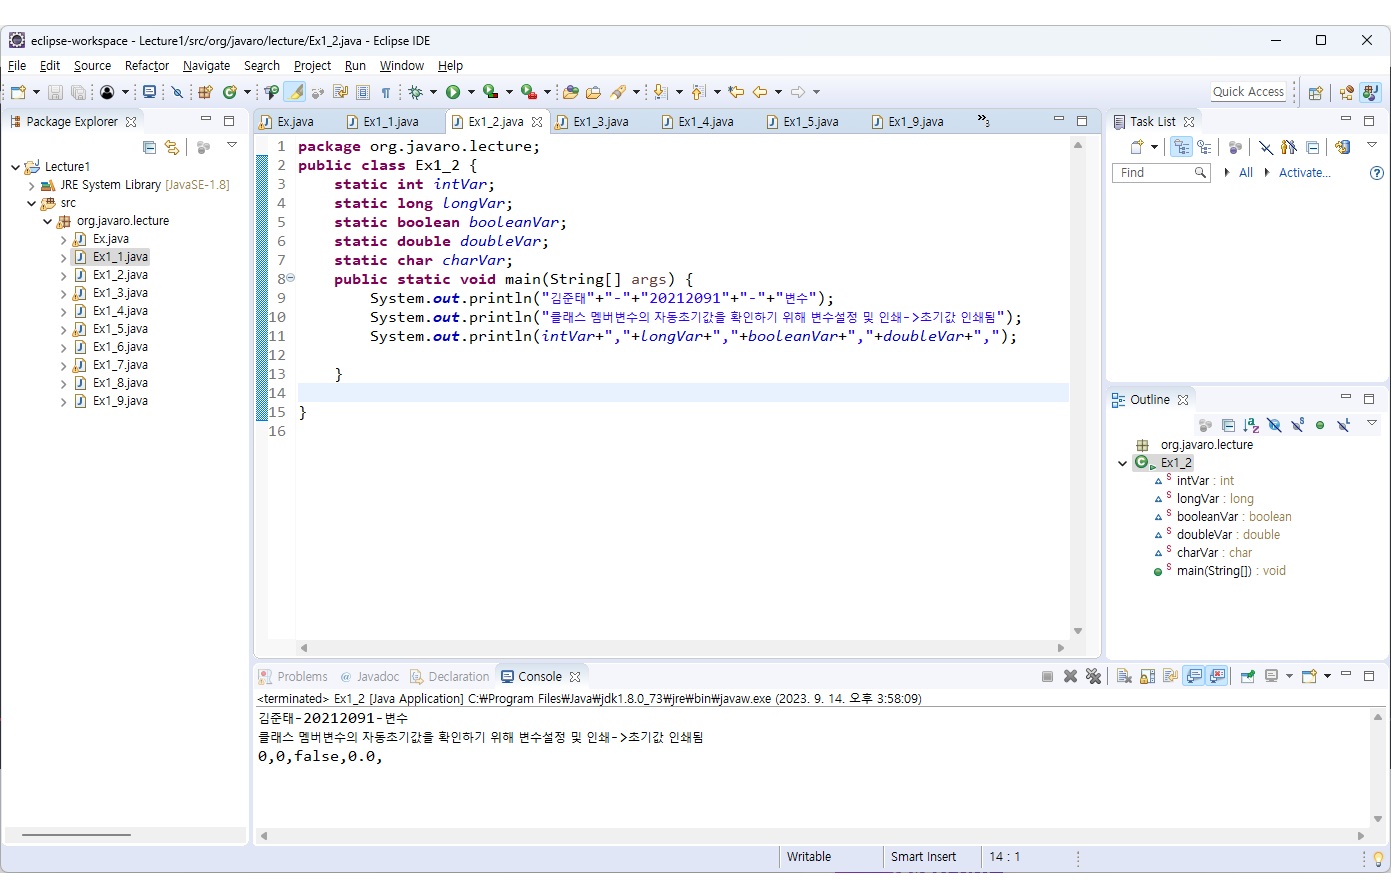 eclipse-workspace - Lecture1/src/org/javaro/lecture/Ex1_2.java - Eclipse IDE
File Edit Source Refactor Navigate Search Project Run Window Help
Quick Access
Package Explorer
Lecture1
JRE System Library [JavaSE-1.8]
src
org.javaro.lecture
Ex.java
Ex1_1.java
Ex1_2.java
Ex1_3.java
Ex1_4.java
Ex1_5.java
Ex1_6.java
Ex1_7.java
Ex1_8.java
Ex1_9.java
Ex.java Ex1_1.java Ex1_2.java Ex1_3.java Ex1_4.java Ex1_5.java Ex1_9.java »3
1 package org.javaro.lecture;
2 public class Ex1_2 {
3 static int intVar;
4 static long longVar;
5 static boolean booleanVar;
6 static double doubleVar;
7 static char charVar;
8 public static void main(String[] args) {
9 System.out.println("김준태"+"-"+"20212091"+"-"+"변수");
10 System.out.println("클래스 멤버변수의 자동초기값을 확인하기 위해 변수설정 및 인쇄->초기값 인쇄됨");
11 System.out.println(intVar+","+longVar+","+booleanVar+","+doubleVar+",");
12
13 }
14
15 }
16
Task List
Find All Activate...
Outline
org.javaro.lecture
Ex1_2
intVar : int
longVar : long
booleanVar : boolean
doubleVar : double
charVar : char
main(String[]) : void
Problems Javadoc Declaration Console
<terminated> Ex1_2 [Java Application] C:₩Program Files₩Java₩jdk1.8.0_73₩jre₩bin₩javaw.exe (2023. 9. 14. 오후 3:58:09)
김준태-20212091-변수
클래스 멤버변수의 자동초기값을 확인하기 위해 변수설정 및 인쇄->초기값 인쇄됨
0,0,false,0.0,
Writable Smart Insert 14 : 1